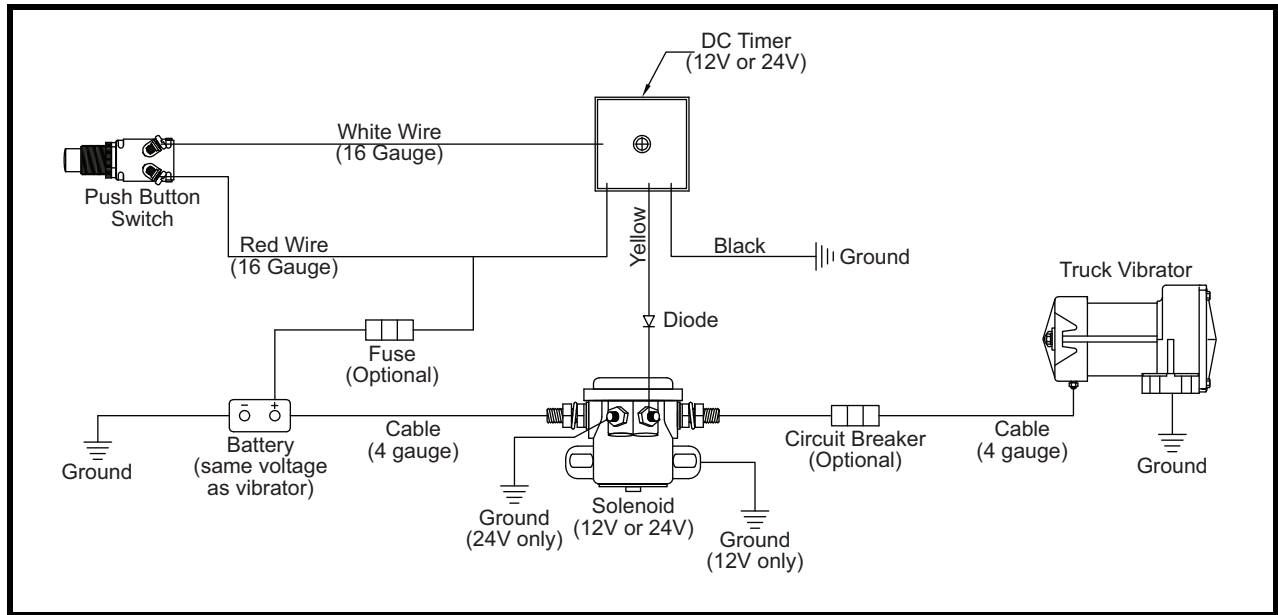 DC Timer
(12V or 24V)
White Wire
(16 Gauge)
Push Button
Switch
Red Wire
(16 Gauge)
Yellow
Black
Ground
Truck Vibrator
Diode
Fuse
(Optional)
- +
Battery
(same voltage
as vibrator)
Ground
Cable
(4 gauge)
Circuit Breaker
(Optional)
Cable
(4 gauge)
Ground
Solenoid
(12V or 24V)
Ground
(24V only)
Ground
(12V only)